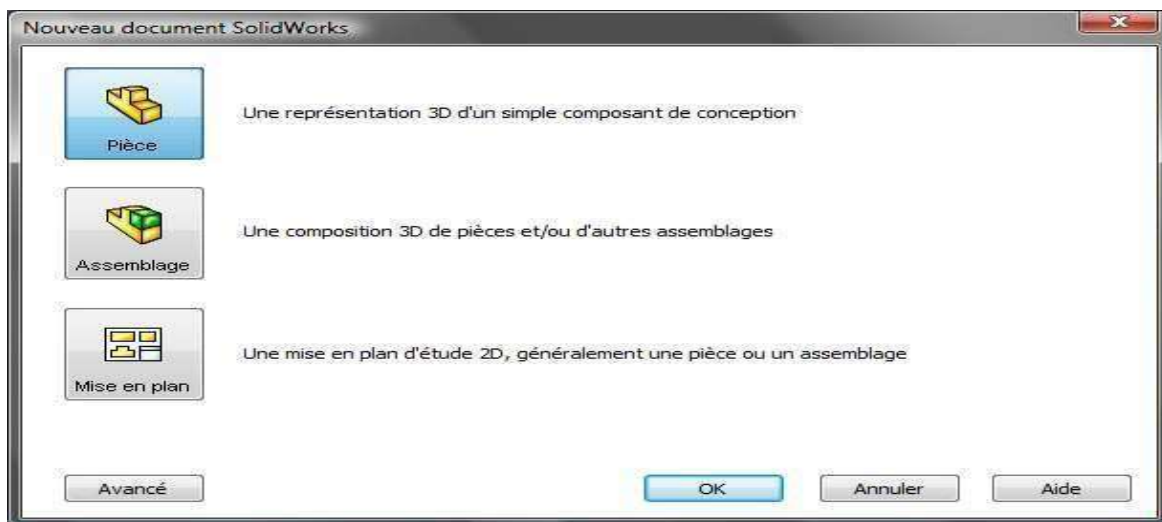 Nouveau document SolidWorks
Pièce
Une représentation 3D d'un simple composant de conception
Assemblage
Une composition 3D de pièces et/ou d'autres assemblages
Mise en plan
Une mise en plan d'étude 2D, généralement une pièce ou un assemblage
Avancé
OK
Annuler
Aide